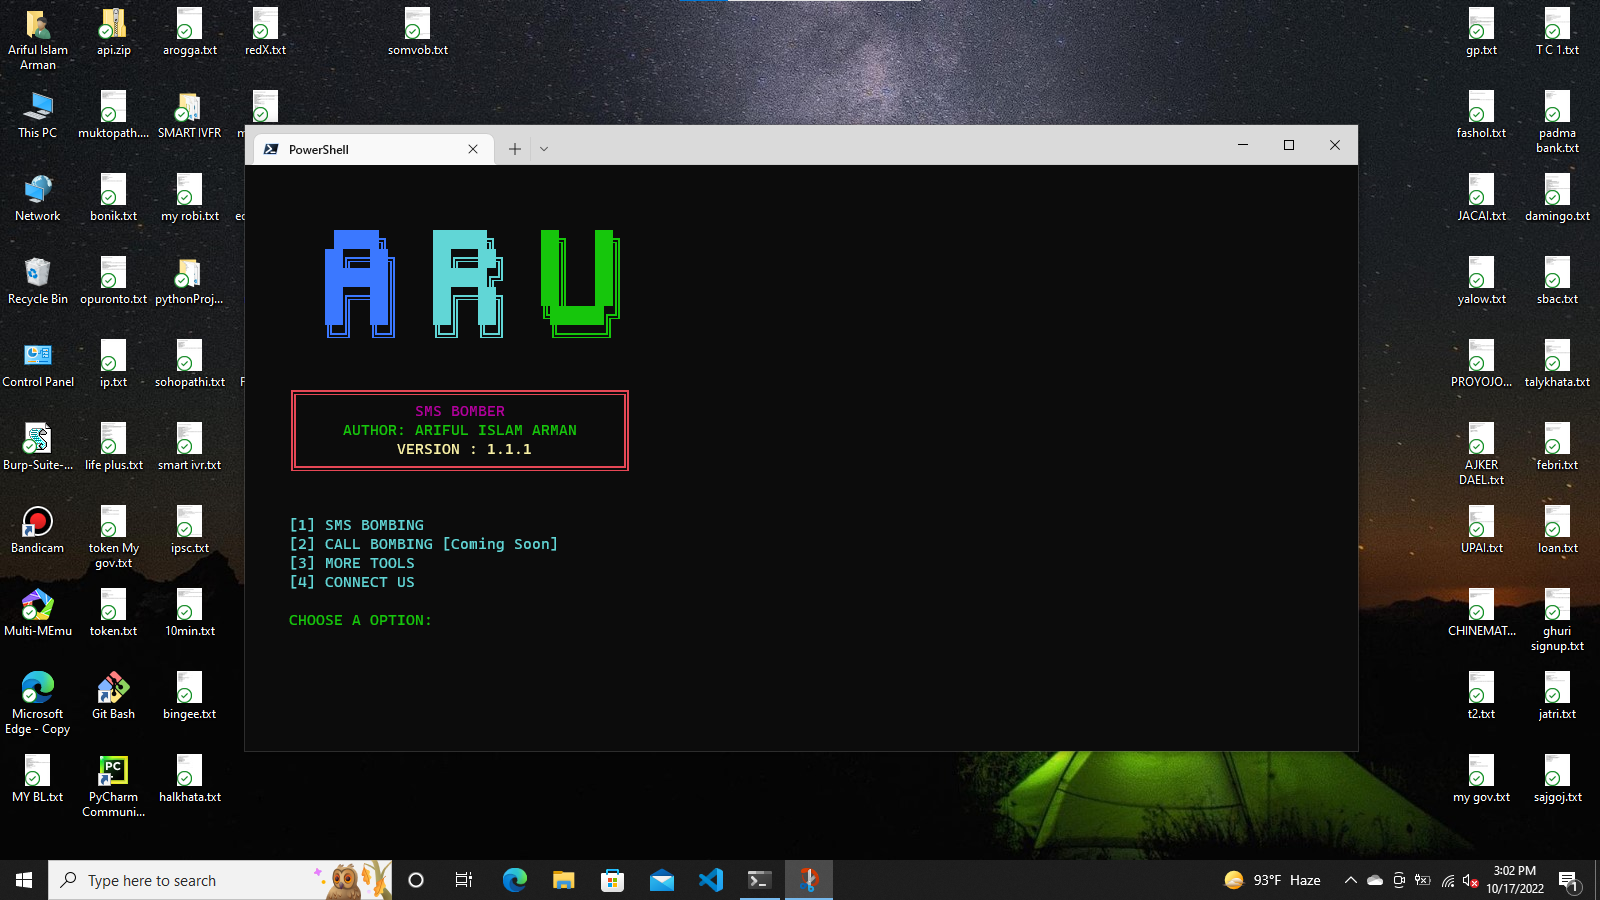 Ariful Islam
Arman
api.zip
arogga.txt
redX.txt
somvob.txt
gp.txt
T C 1.txt
This PC
muktopath....
SMART IVFR
fashol.txt
padma
bank.txt
Network
bonik.txt
my robi.txt
JACAI.txt
damingo.txt
Recycle Bin
opuronto.txt
pythonProj...
yalow.txt
sbac.txt
Control Panel
ip.txt
sohopathi.txt
PROYOJO...
talykhata.txt
Burp-Suite-...
life plus.txt
smart ivr.txt
AJKER
DAEL.txt
febri.txt
Bandicam
token My
gov.txt
ipsc.txt
UPAI.txt
loan.txt
Multi-MEmu
token.txt
10min.txt
CHINEMAT...
ghuri
signup.txt
Microsoft
Edge - Copy
Git Bash
bingee.txt
t2.txt
jatri.txt
MY BL.txt
PyCharm
Communi...
halkhata.txt
my gov.txt
sajgoj.txt
PowerShell
ARU
SMS BOMBER
AUTHOR: ARIFUL ISLAM ARMAN
VERSION : 1.1.1
[1] SMS BOMBING
[2] CALL BOMBING [Coming Soon]
[3] MORE TOOLS
[4] CONNECT US
CHOOSE A OPTION:
Type here to search
93°F Haze
3:02 PM
10/17/2022
1